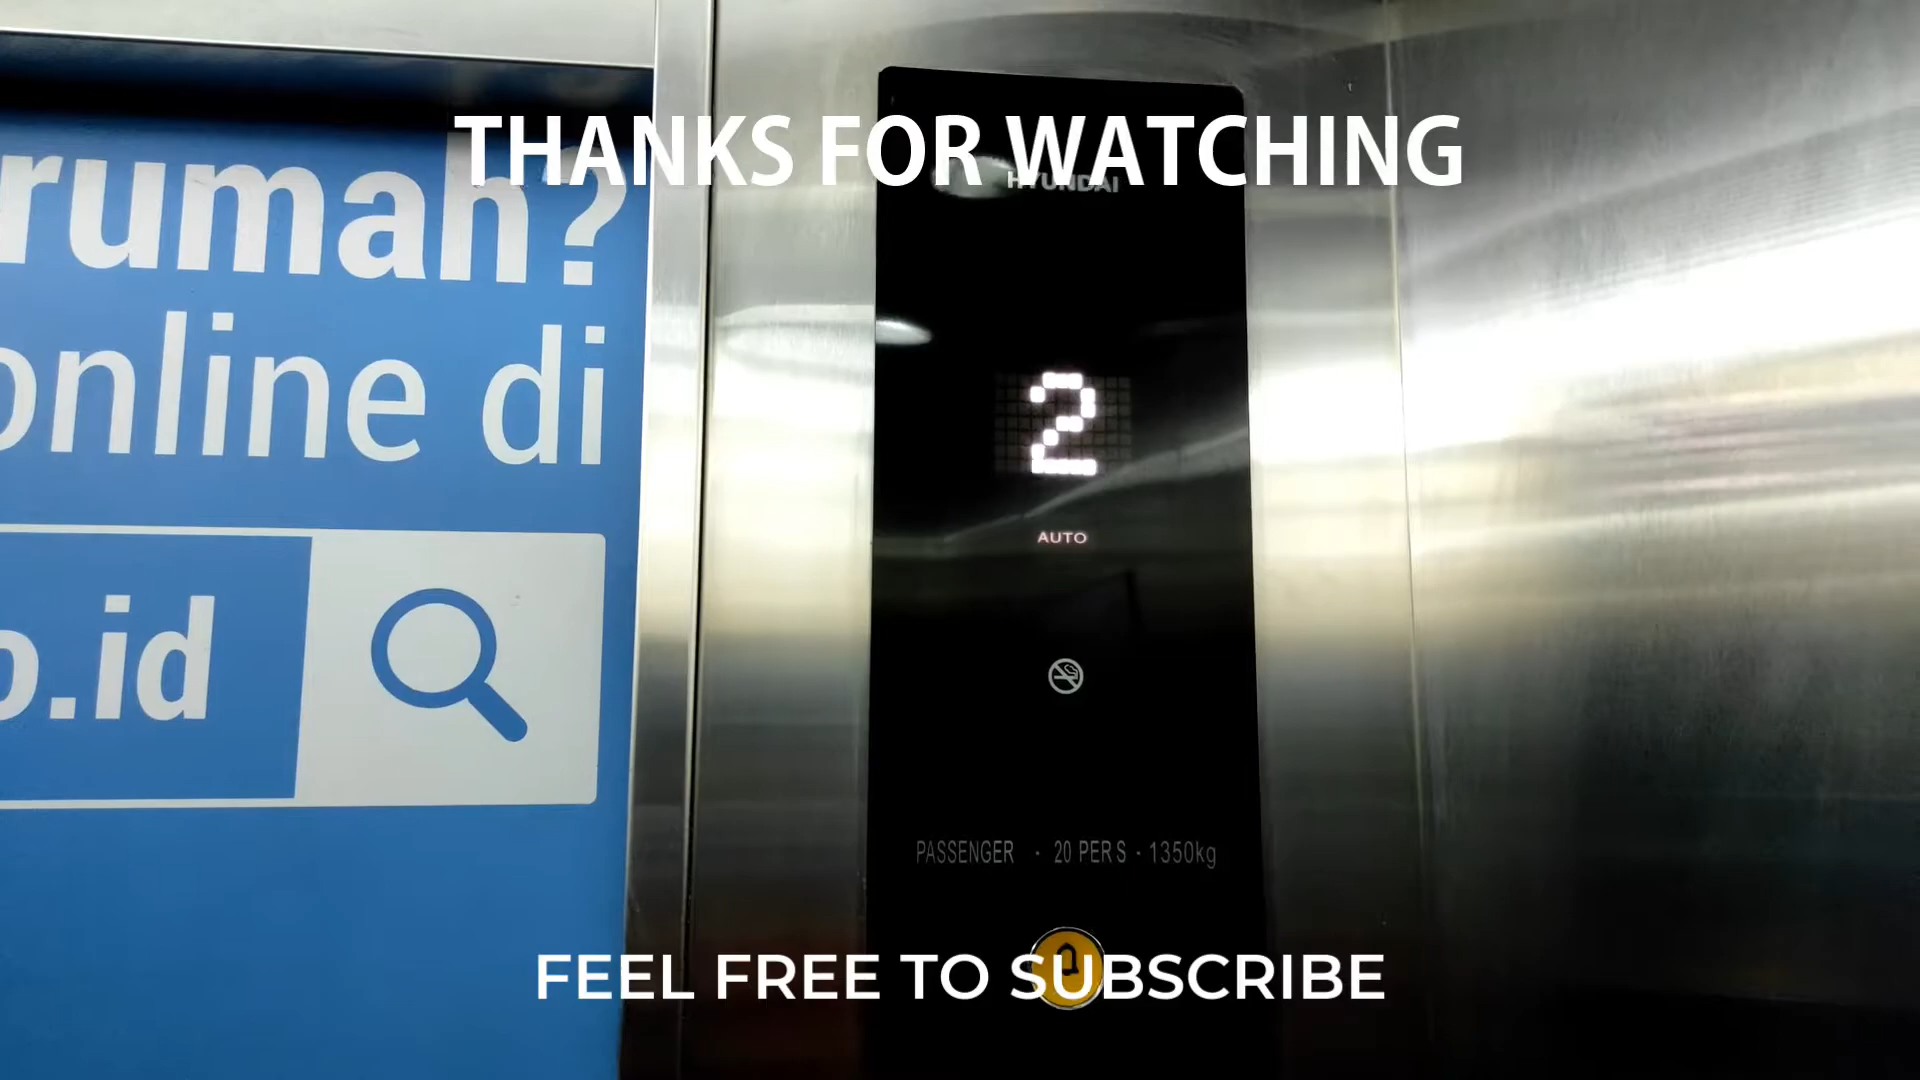 THANKS FOR WATCHING
HYUNDAI
rumah?
online di
.id
2
AUTO
PASSENGER - 20 PERS - 1350kg
FEEL FREE TO SUBSCRIBE